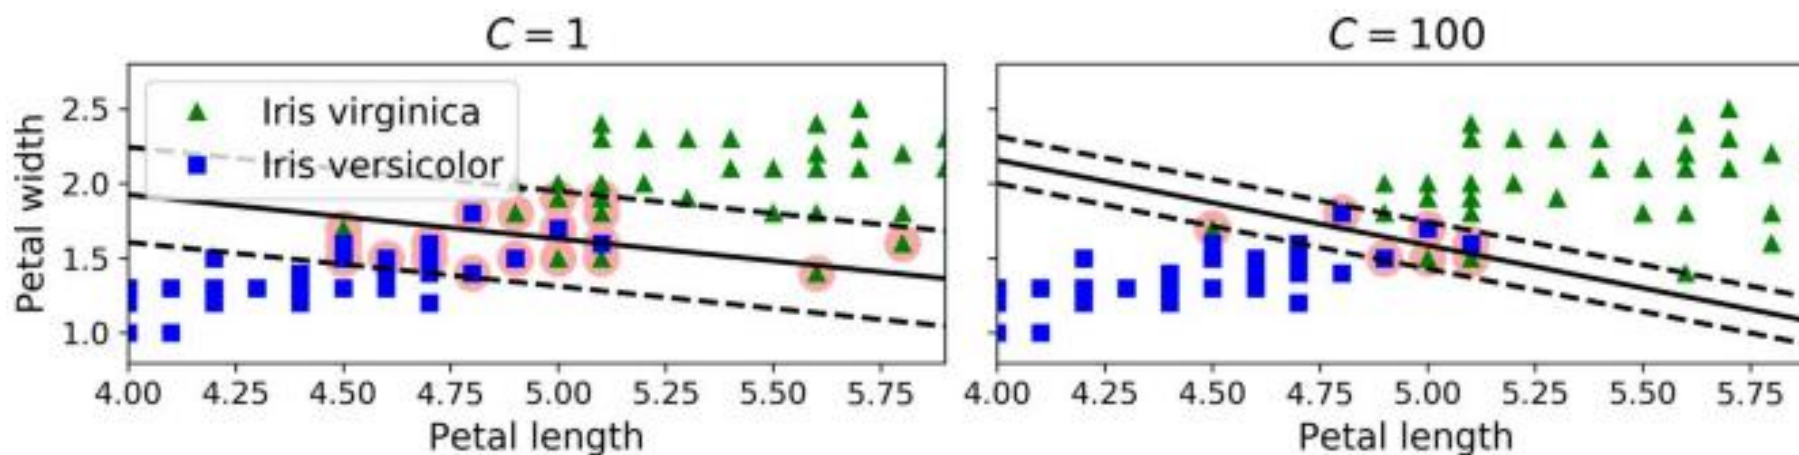 C = 1
C = 100
Iris virginica
Iris versicolor
Petal width
2.5
2.0
1.5
1.0
4.00 4.25 4.50 4.75 5.00 5.25 5.50 5.75
4.00 4.25 4.50 4.75 5.00 5.25 5.50 5.75
Petal length
Petal length